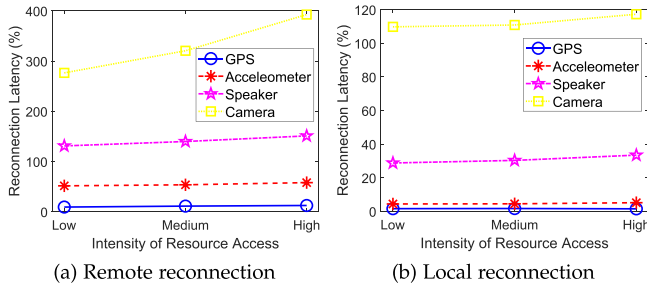 400
300
200
100
0
Reconnection Latency (%)
GPS
Acceleometer
Speaker
Camera
Low
Medium
High
Intensity of Resource Access
(a) Remote reconnection
120
100
80
60
40
20
0
Reconnection Latency (%)
GPS
Acceleometer
Speaker
Camera
Low
Medium
High
Intensity of Resource Access
(b) Local reconnection